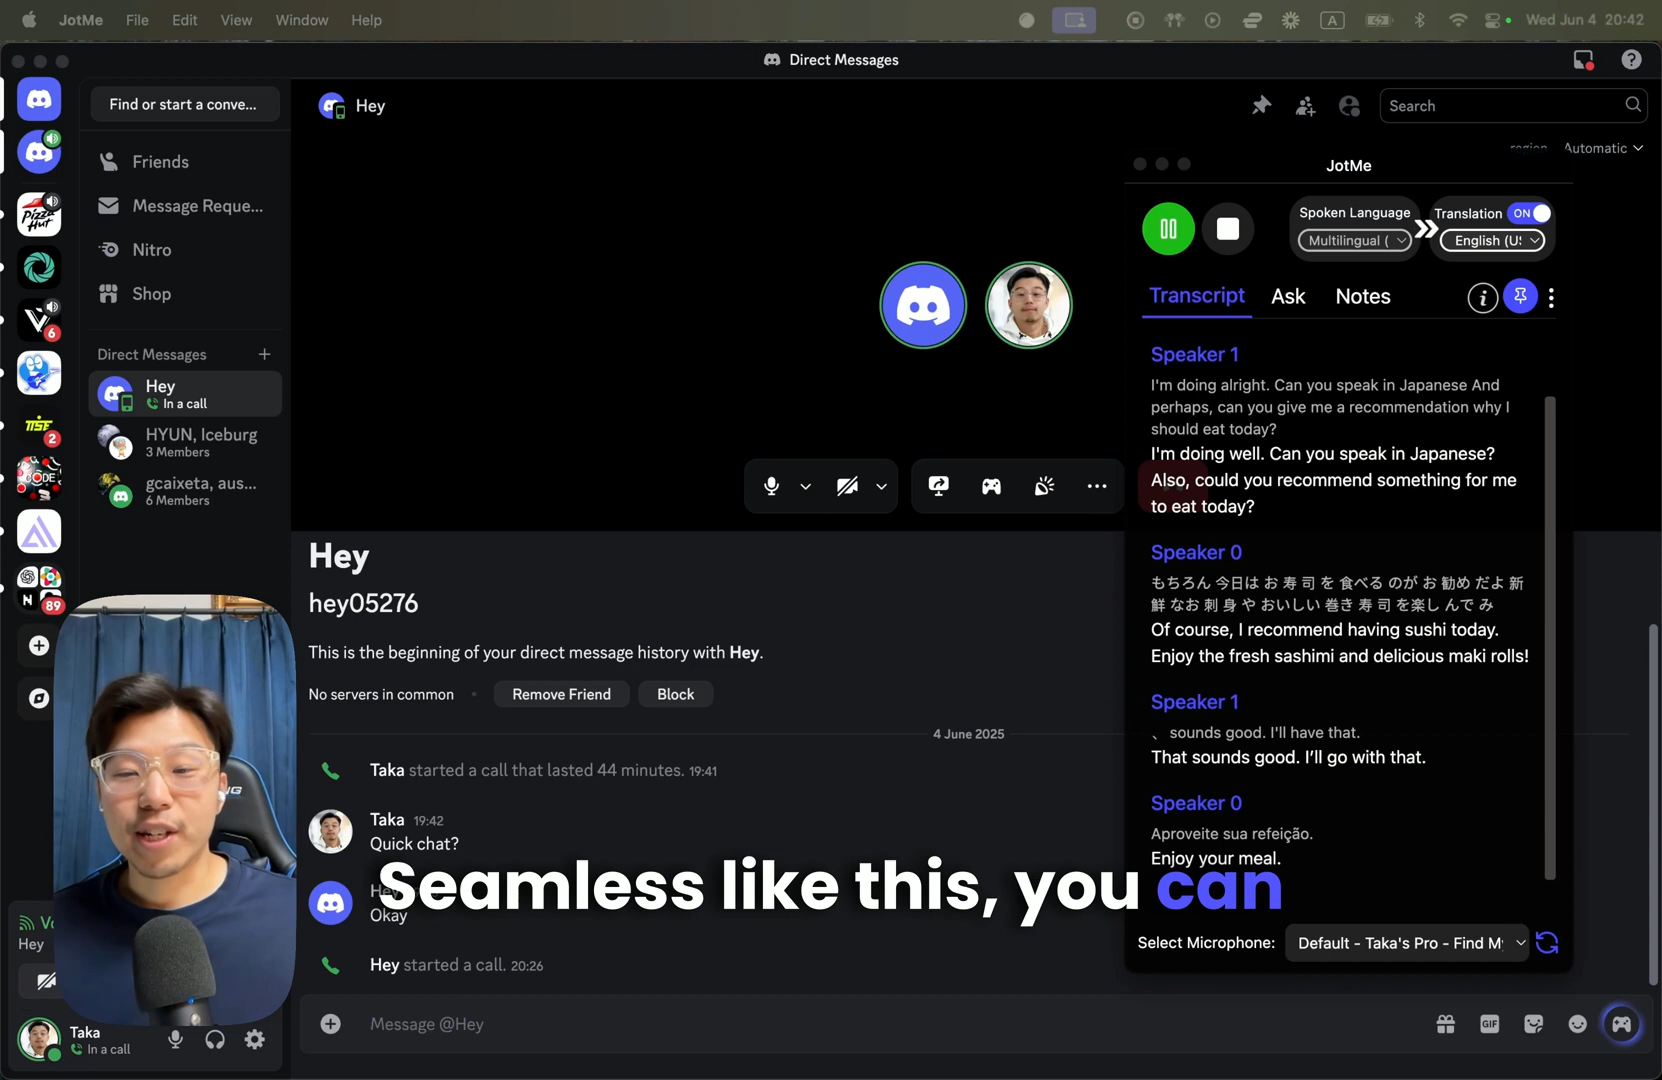 JotMe File Edit View Window Help
A
Wed Jun 4 20:42
Direct Messages
Find or start a conve...
Friends
Message Reque...
Nitro
Shop
Direct Messages
Hey
In a call
HYUN, Iceburg
3 Members
gcaixeta, aus...
6 Members
Pizza Hut
6
TISE
2
CODE
N
89
Hey
Search
region Automatic
Hey
hey05276
This is the beginning of your direct message history with Hey.
No servers in common
Remove Friend
Block
4 June 2025
Taka started a call that lasted 44 minutes. 19:41
Taka 19:42
Quick chat?
Seamless like this, you can
Okay
Hey started a call. 20:26
Message @Hey
GIF
JotMe
Spoken Language
Multilingual (
Translation ON
English (U
Transcript Ask Notes
Speaker 1
I'm doing alright. Can you speak in Japanese And
perhaps, can you give me a recommendation why I
should eat today?
I'm doing well. Can you speak in Japanese?
Also, could you recommend something for me
to eat today?
Speaker 0
もちろん 今日は お 寿 司 を 食べる のが お 勧め だよ 新
鮮 なお 刺 身 や おいしい 巻き 寿 司 を楽し んで み
Of course, I recommend having sushi today.
Enjoy the fresh sashimi and delicious maki rolls!
Speaker 1
、 sounds good. I'll have that.
That sounds good. I’ll go with that.
Speaker 0
Aproveite sua refeição.
Enjoy your meal.
Select Microphone:
Default - Taka's Pro - Find M
Hey
Taka
In a call